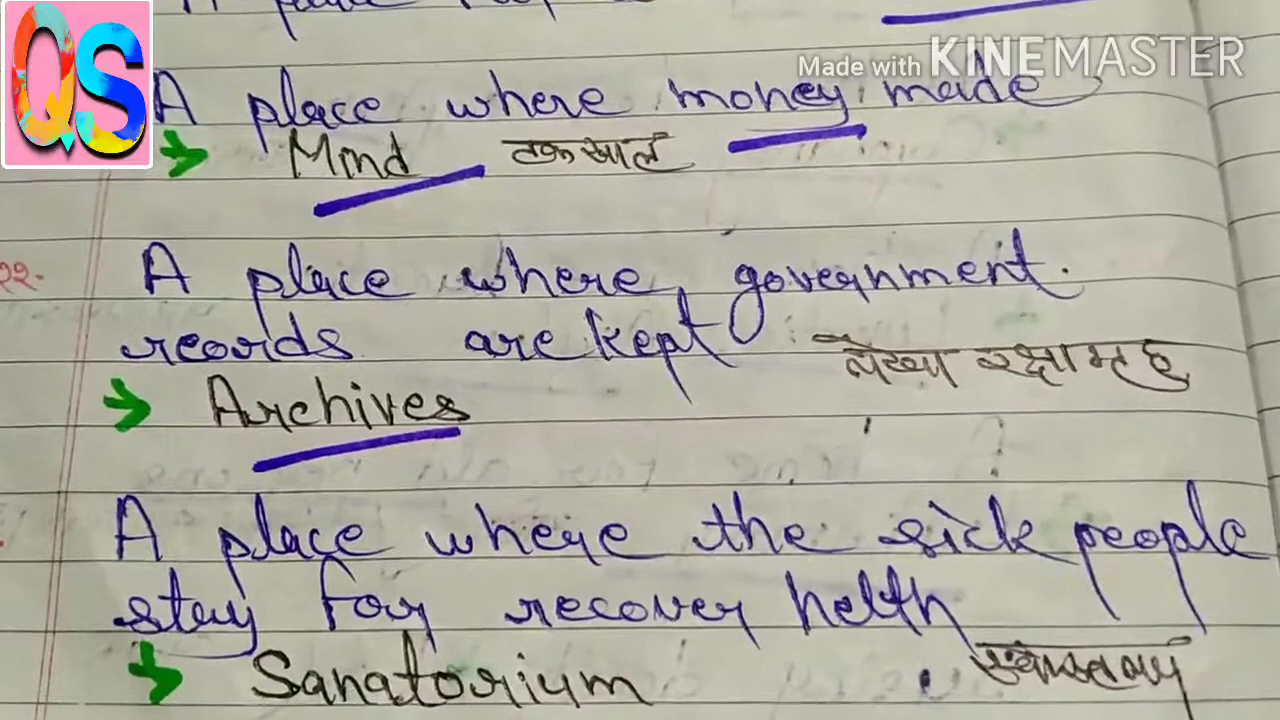 QS
Made with KINEMASTER
A place where money made
Mind टकसाल
22.
A place where government
records are kept
लेखा रक्षागृह
Archives
A place where the sick people
stay for recover helth
Sanatorium